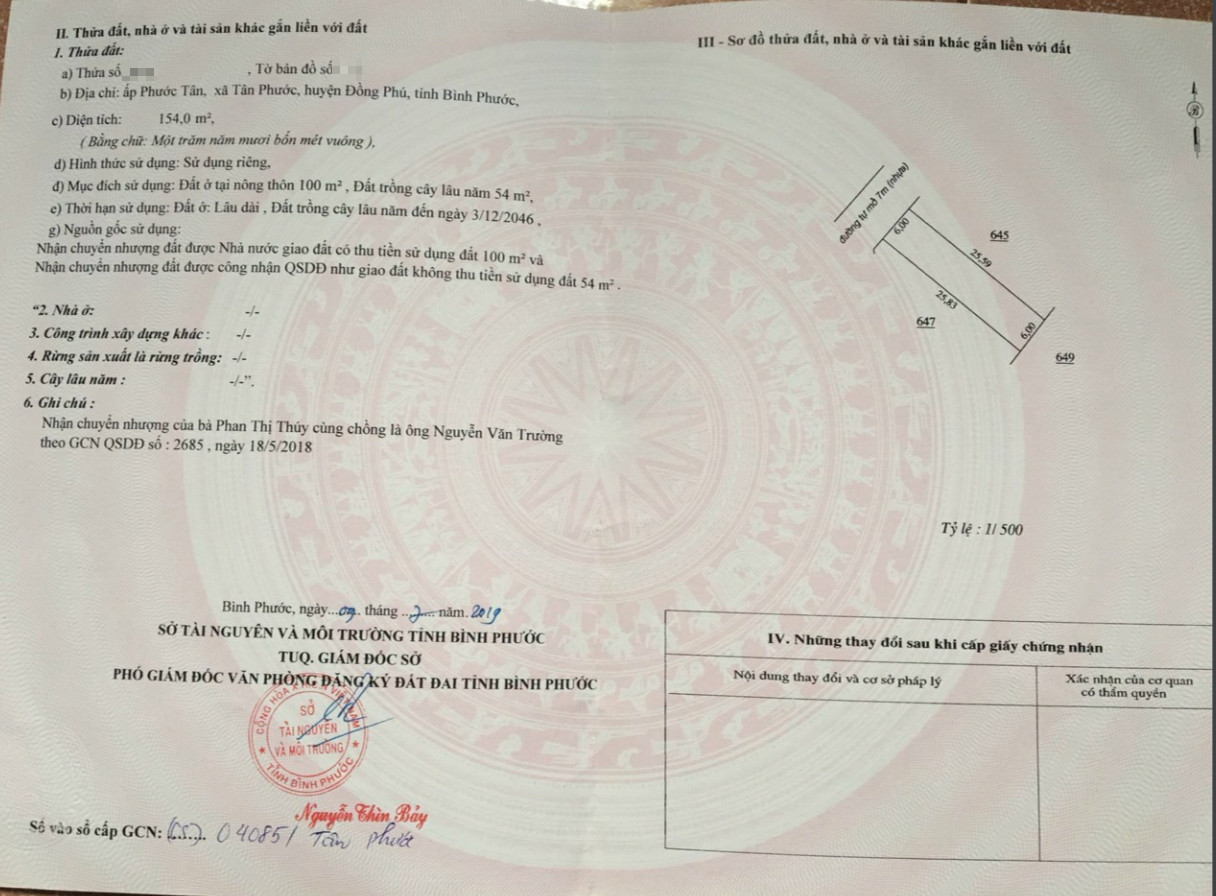 II. Thửa đất, nhà ở và tài sản khác gắn liền với đất
1. Thửa đất:
a) Thửa số , Tờ bản đồ số
b) Địa chỉ: ấp Phước Tân, xã Tân Phước, huyện Đồng Phú, tỉnh Bình Phước,
c) Diện tích: 154,0 m²,
( Bằng chữ: Một trăm năm mươi bốn mét vuông ),
d) Hình thức sử dụng: Sử dụng riêng,
đ) Mục đích sử dụng: Đất ở tại nông thôn 100 m² , Đất trồng cây lâu năm 54 m²,
e) Thời hạn sử dụng: Đất ở: Lâu dài , Đất trồng cây lâu năm đến ngày 3/12/2046 ,
g) Nguồn gốc sử dụng:
Nhận chuyển nhượng đất được Nhà nước giao đất có thu tiền sử dụng đất 100 m² và
Nhận chuyển nhượng đất được công nhận QSDĐ như giao đất không thu tiền sử dụng đất 54 m² .
“2. Nhà ở: -/-
3. Công trình xây dựng khác : -/-
4. Rừng sản xuất là rừng trồng: -/-
5. Cây lâu năm : -/-”.
6. Ghi chú :
Nhận chuyển nhượng của bà Phan Thị Thúy cùng chồng là ông Nguyễn Văn Trường
theo GCN QSDĐ số : 2685 , ngày 18/5/2018
Bình Phước, ngày... 02. tháng ..2.... năm. 2019
SỞ TÀI NGUYÊN VÀ MÔI TRƯỜNG TỈNH BÌNH PHƯỚC
TUQ. GIÁM ĐỐC SỞ
PHÓ GIÁM ĐỐC VĂN PHÒNG ĐĂNG KÝ ĐẤT ĐAI TỈNH BÌNH PHƯỚC
SỞ
TÀI NGUYÊN
VÀ MÔI TRƯỜNG
TỈNH BÌNH PHƯỚC
Nguyễn Thìn Bảy
Số vào sổ cấp GCN: (CS)..... 040851 Tân Phước
III - Sơ đồ thửa đất, nhà ở và tài sản khác gắn liền với đất
đường tự mở 7m (nhựa)
6,00
645
25,59
25,83
647
6,00
649
Tỷ lệ : 1/ 500
IV. Những thay đổi sau khi cấp giấy chứng nhận
Nội dung thay đổi và cơ sở pháp lý
Xác nhận của cơ quan
có thẩm quyền